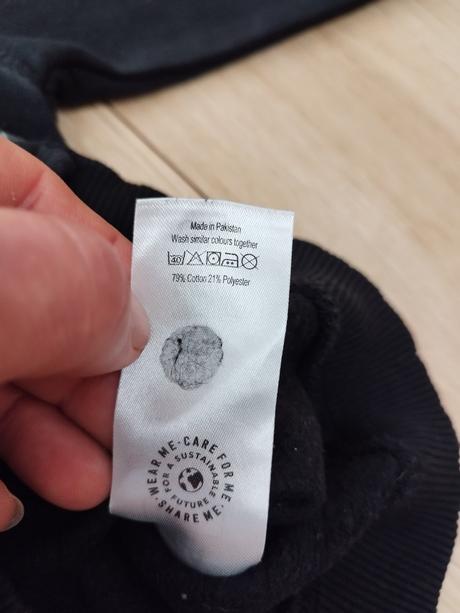 Made in Pakistan
Wash similar colours together
40
79% Cotton 21% Polyester
WEAR ME · CARE FOR ME · SHARE ME ·
FOR A SUSTAINABLE FUTURE